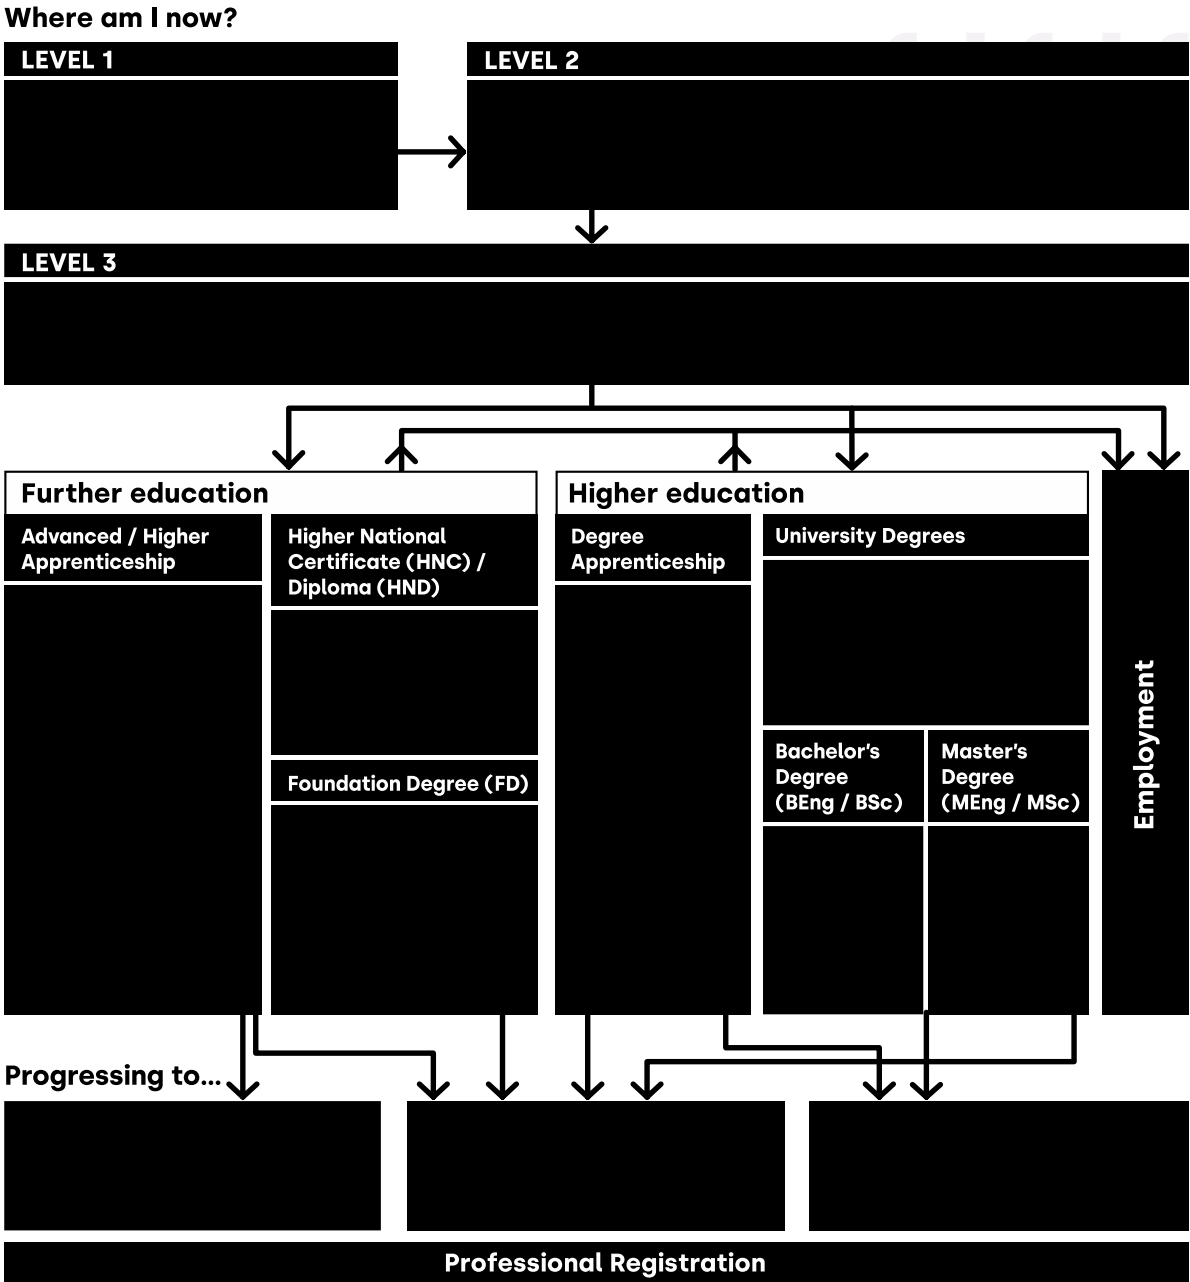 Where am I now?
LEVEL 1
LEVEL 2
LEVEL 3
Further education
Advanced / Higher
Apprenticeship
Higher National
Certificate (HNC) /
Diploma (HND)
Foundation Degree (FD)
Higher education
Degree
Apprenticeship
University Degrees
Bachelor's
Degree
(BEng / BSc)
Master's
Degree
(MEng / MSc)
Employment
Progressing to...
Professional Registration